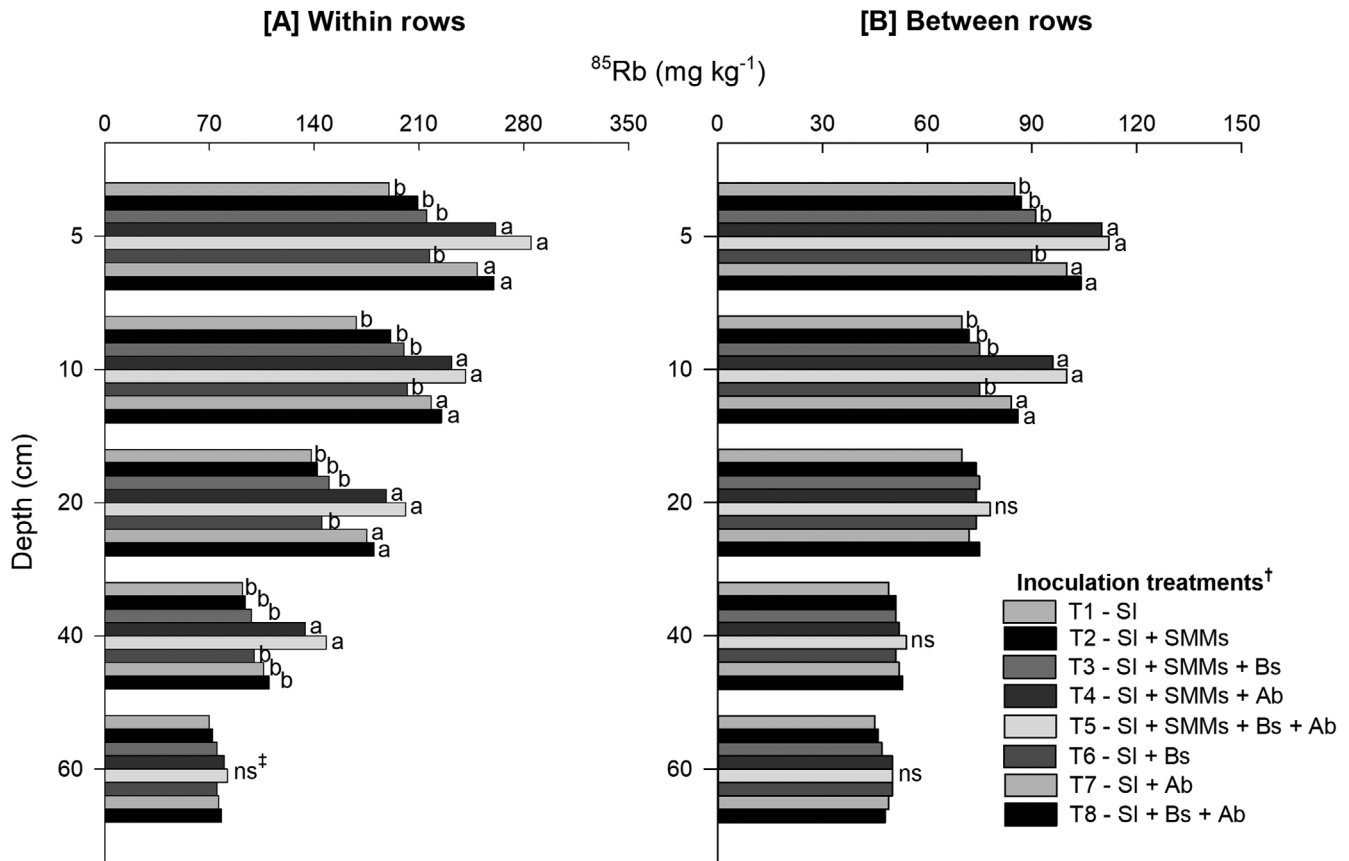 [A] Within rows
[B] Between rows
⁸⁵Rb (mg kg⁻¹)
0 70 140 210 280 350
0 30 60 90 120 150
Depth (cm)
5
b
b
b
a
a
b
a
a
10
b
b
b
a
a
b
a
a
20
b
b
b
a
a
b
a
a
40
b
b
b
a
a
b
b
b
60
ns‡
5
b
b
b
a
a
b
a
a
10
b
b
b
a
a
b
a
a
20
ns
40
ns
60
ns
Inoculation treatments†
T1 - SI
T2 - SI + SMMs
T3 - SI + SMMs + Bs
T4 - SI + SMMs + Ab
T5 - SI + SMMs + Bs + Ab
T6 - SI + Bs
T7 - SI + Ab
T8 - SI + Bs + Ab